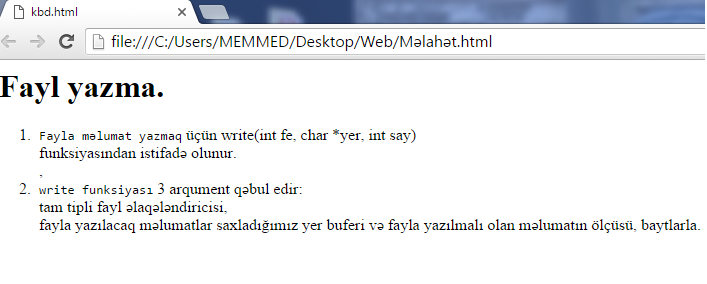 kbd.html
file:///C:/Users/MEMMED/Desktop/Web/Məlahət.html
Fayl yazma.
1. Fayla məlumat yazmaq üçün write(int fe, char *yer, int say)
funksiyasından istifadə olunur.
,
2. write funksiyası 3 arqument qəbul edir:
tam tipli fayl əlaqələndiricisi,
fayla yazılacaq məlumatlar saxladığımız yer buferi və fayla yazılmalı olan məlumatın ölçüsü, baytlarla.